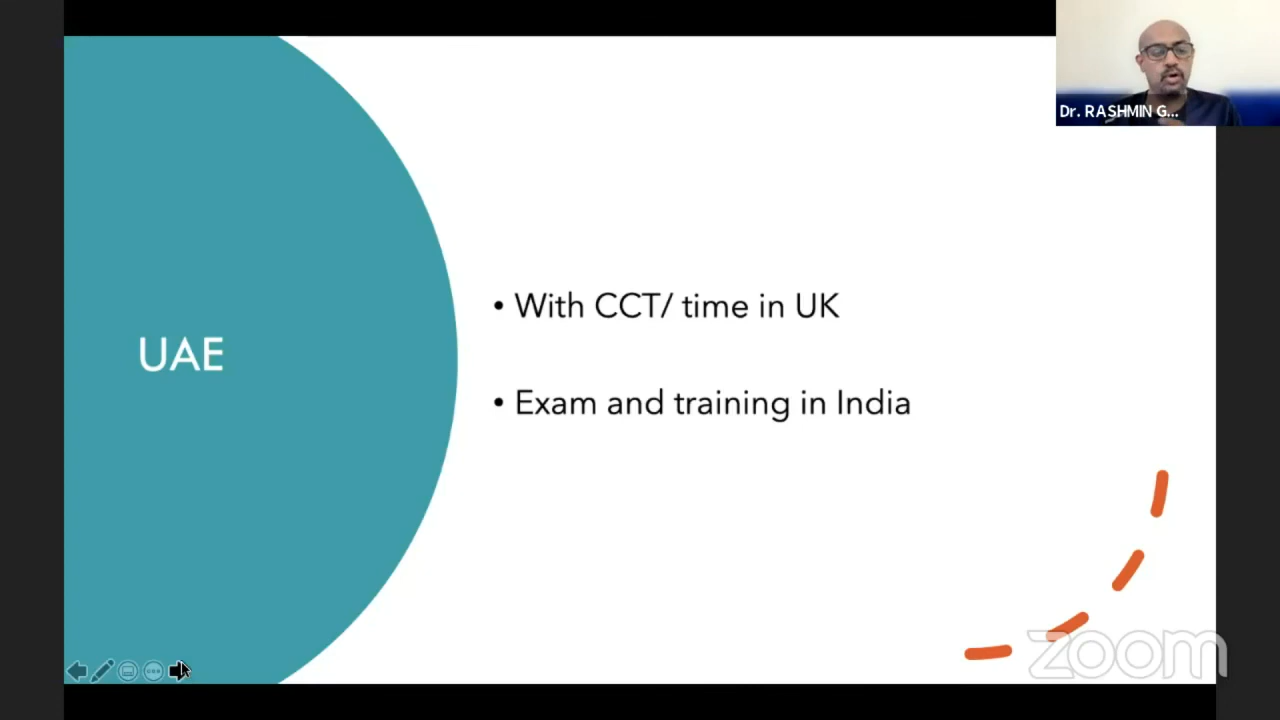 Dr. RASHMIN G...
UAE
• With CCT/ time in UK
• Exam and training in India
zoom